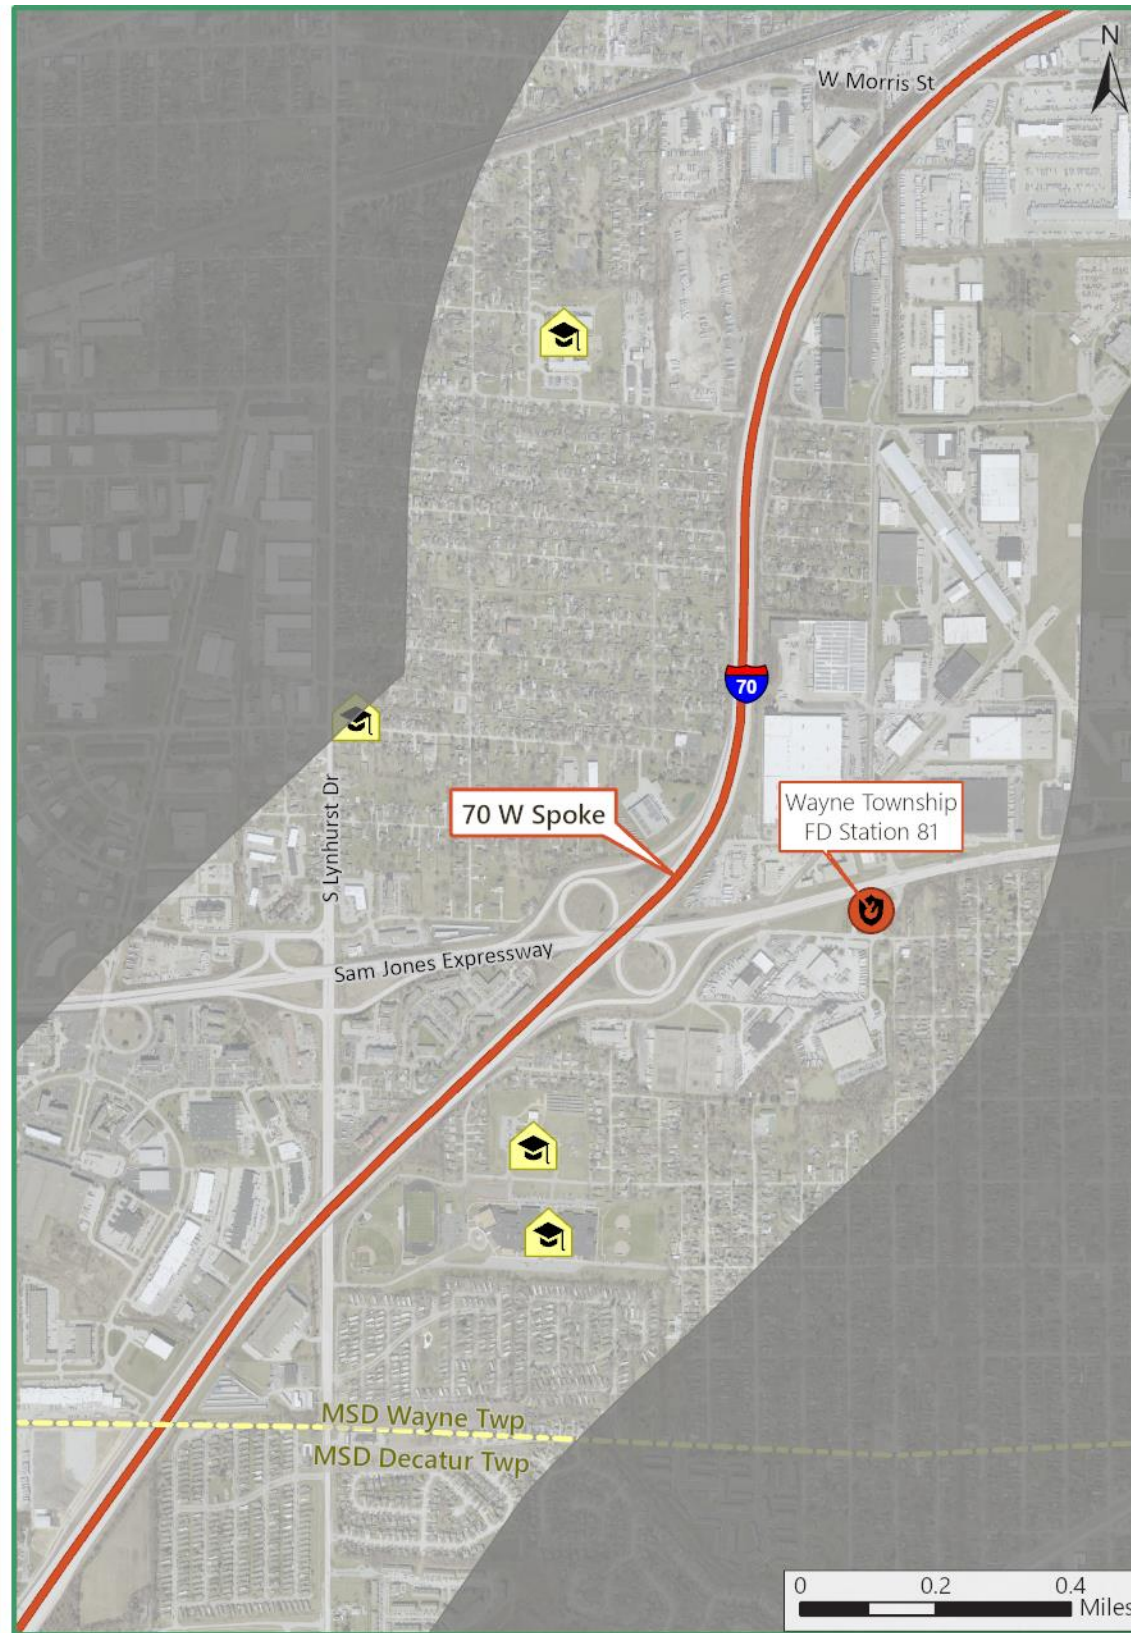 N
W Morris St
70
70 W Spoke
Wayne Township
FD Station 81
S Lynhurst Dr
Sam Jones Expressway
MSD Wayne Twp
MSD Decatur Twp
0 0.2 0.4
Miles